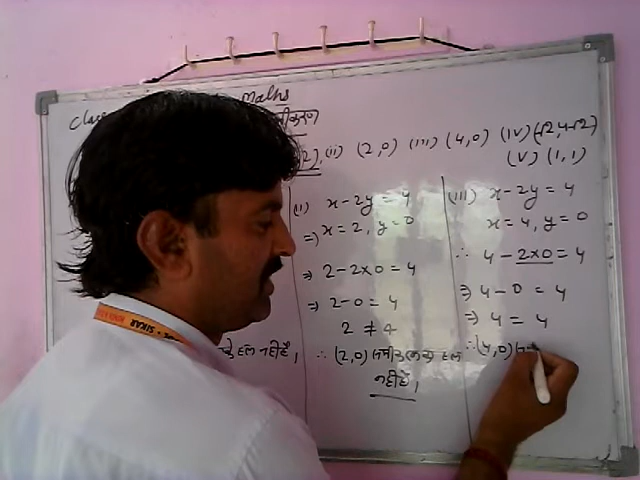 Maths
2), (ii) (2,0) (iii) (4,0) (iv) (√2, 4√2)
(V) (1, 1)
(ii) x-2y = 4
⇒ x = 2, y = 0
⇒ 2-2×0 = 4
⇒ 2-0 = 4
2 ≠ 4
∴ (2,0) समीकरण के हल
नहीं हैं।
(iii) x-2y = 4
x = 4, y = 0
∴ 4-2×0 = 4
⇒ 4-0 = 4
⇒ 4 = 4
∴ (4,0)
के हल नहीं हैं।
SIKAR